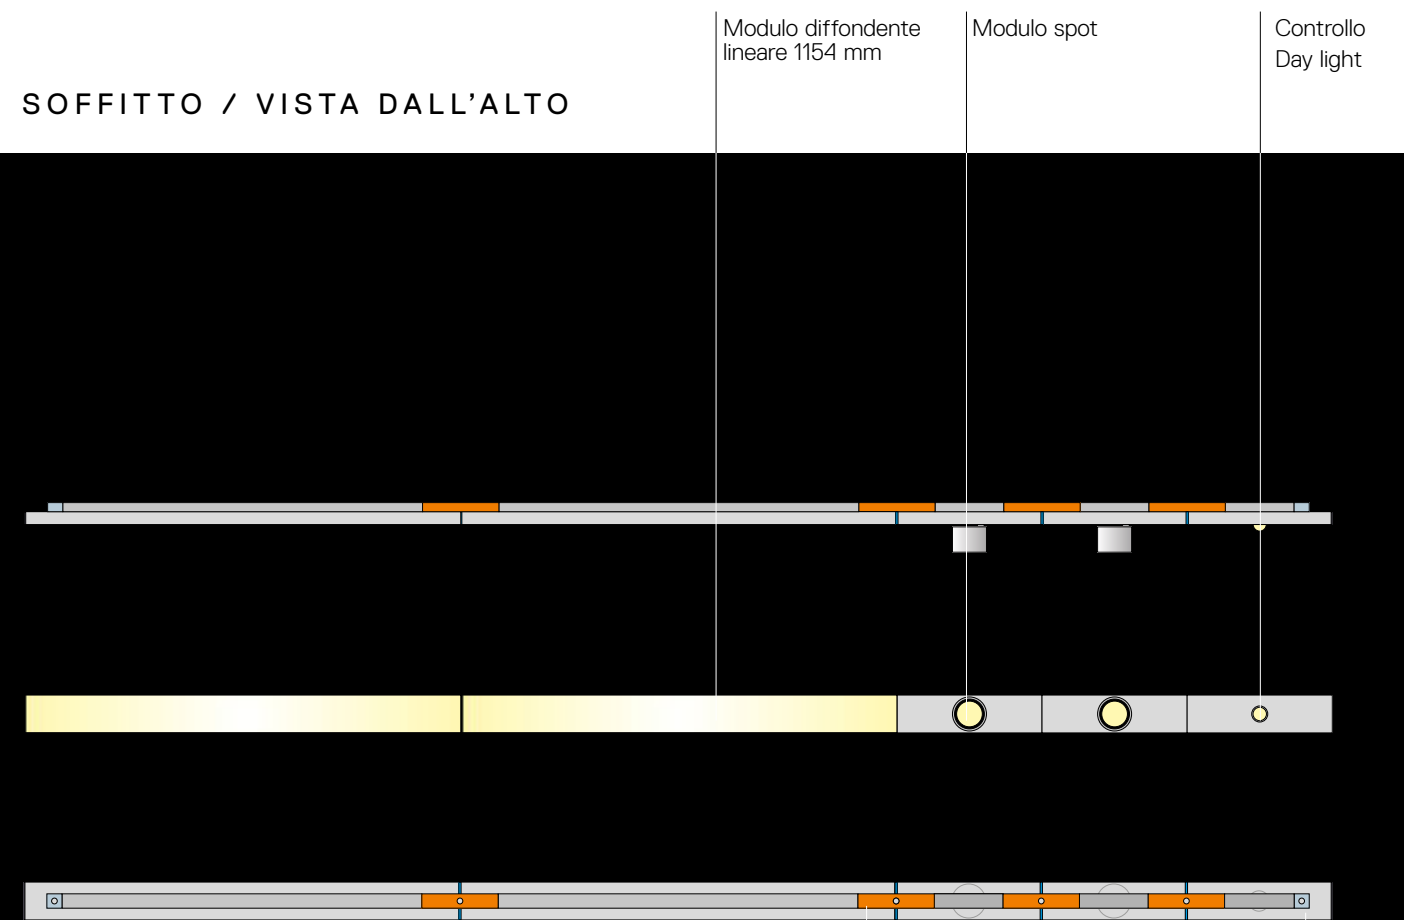 Modulo diffondente
lineare 1154 mm
Modulo spot
Controllo
Day light
SOFFITTO / VISTA DALL’ALTO